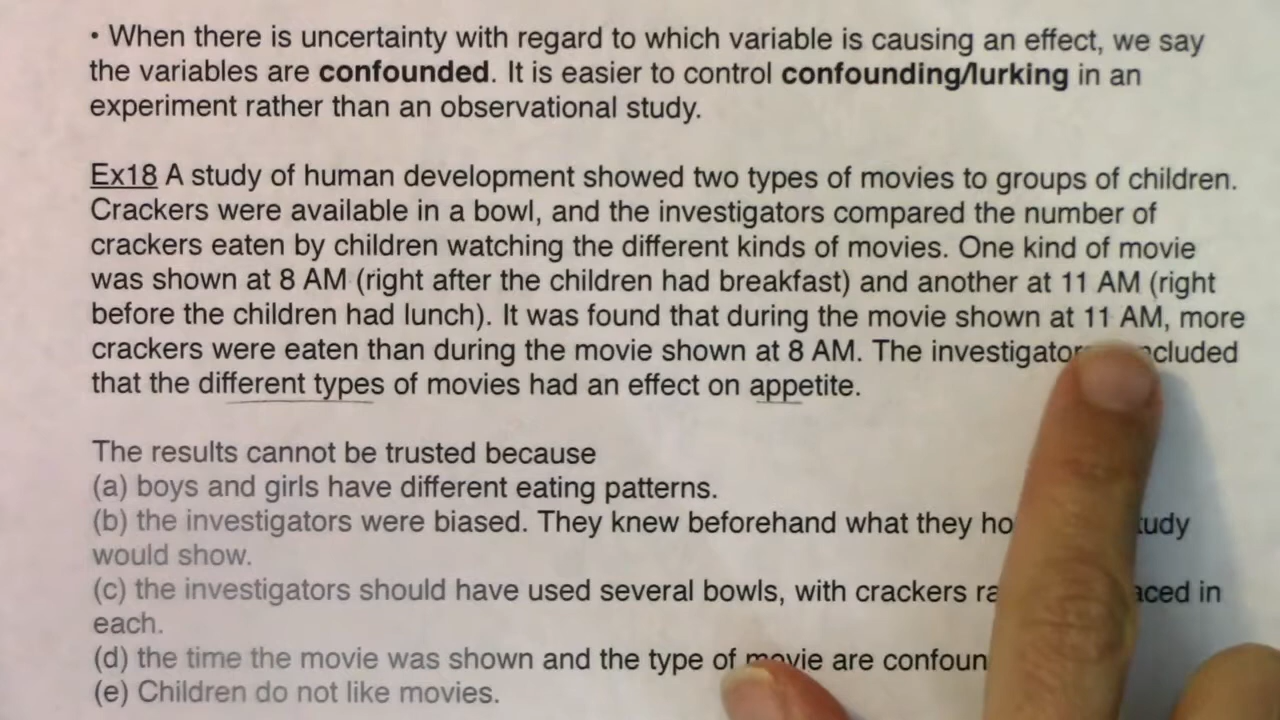 • When there is uncertainty with regard to which variable is causing an effect, we say
the variables are confounded. It is easier to control confounding/lurking in an
experiment rather than an observational study.
Ex18 A study of human development showed two types of movies to groups of children.
Crackers were available in a bowl, and the investigators compared the number of
crackers eaten by children watching the different kinds of movies. One kind of movie
was shown at 8 AM (right after the children had breakfast) and another at 11 AM (right
before the children had lunch). It was found that during the movie shown at 11 AM, more
crackers were eaten than during the movie shown at 8 AM. The
that the different types of movies had an effect on appetite.
The results cannot be trusted because
(a) boys and girls have different eating patterns.
(b) the investigators were biased. They knew beforehand what they
would show.
(c) the investigators should have used several bowls, with crackers in
each.
(d) the time the movie was shown and the type of movie are
(e) Children do not like movies.